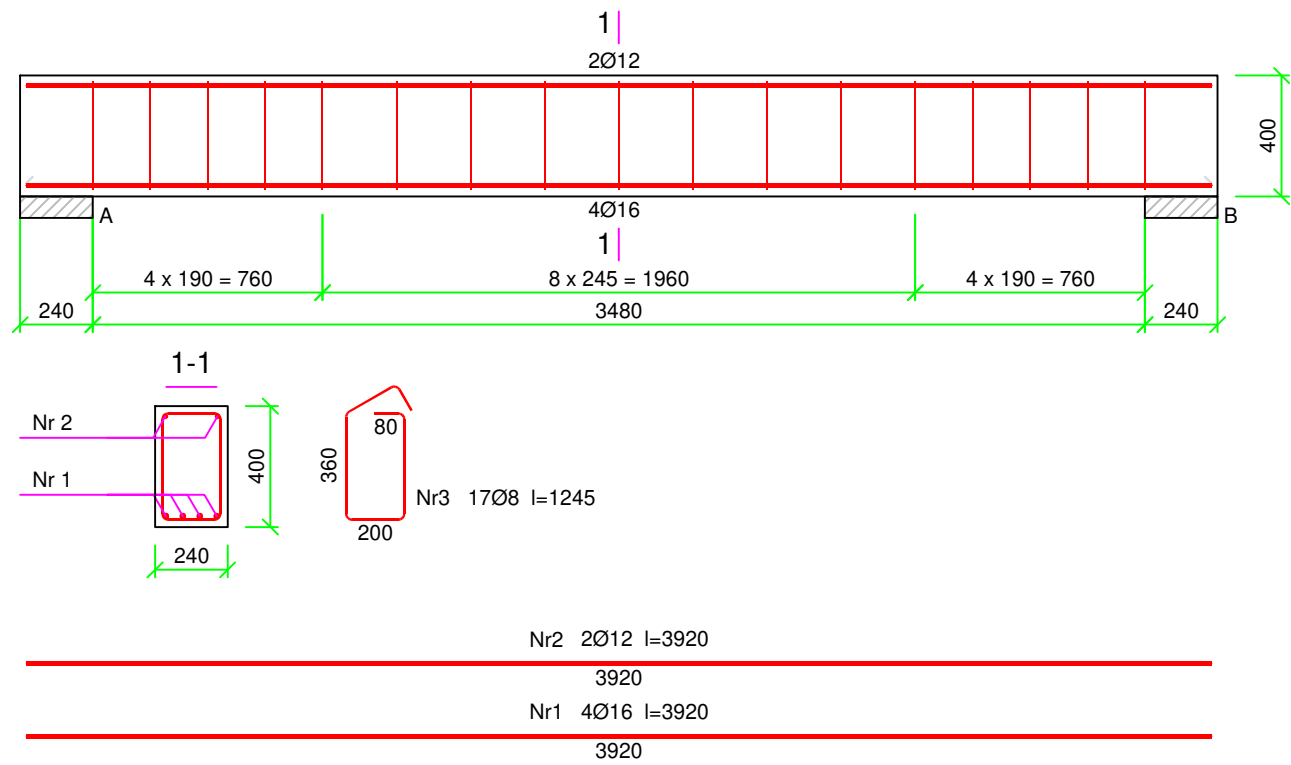 1
2Ø12
400
4Ø16
A
B
1
4 x 190 = 760
8 x 245 = 1960
4 x 190 = 760
240
3480
240
1-1
Nr 2
Nr 1
400
240
80
360
Nr3 17Ø8 l=1245
200
Nr2 2Ø12 l=3920
3920
Nr1 4Ø16 l=3920
3920